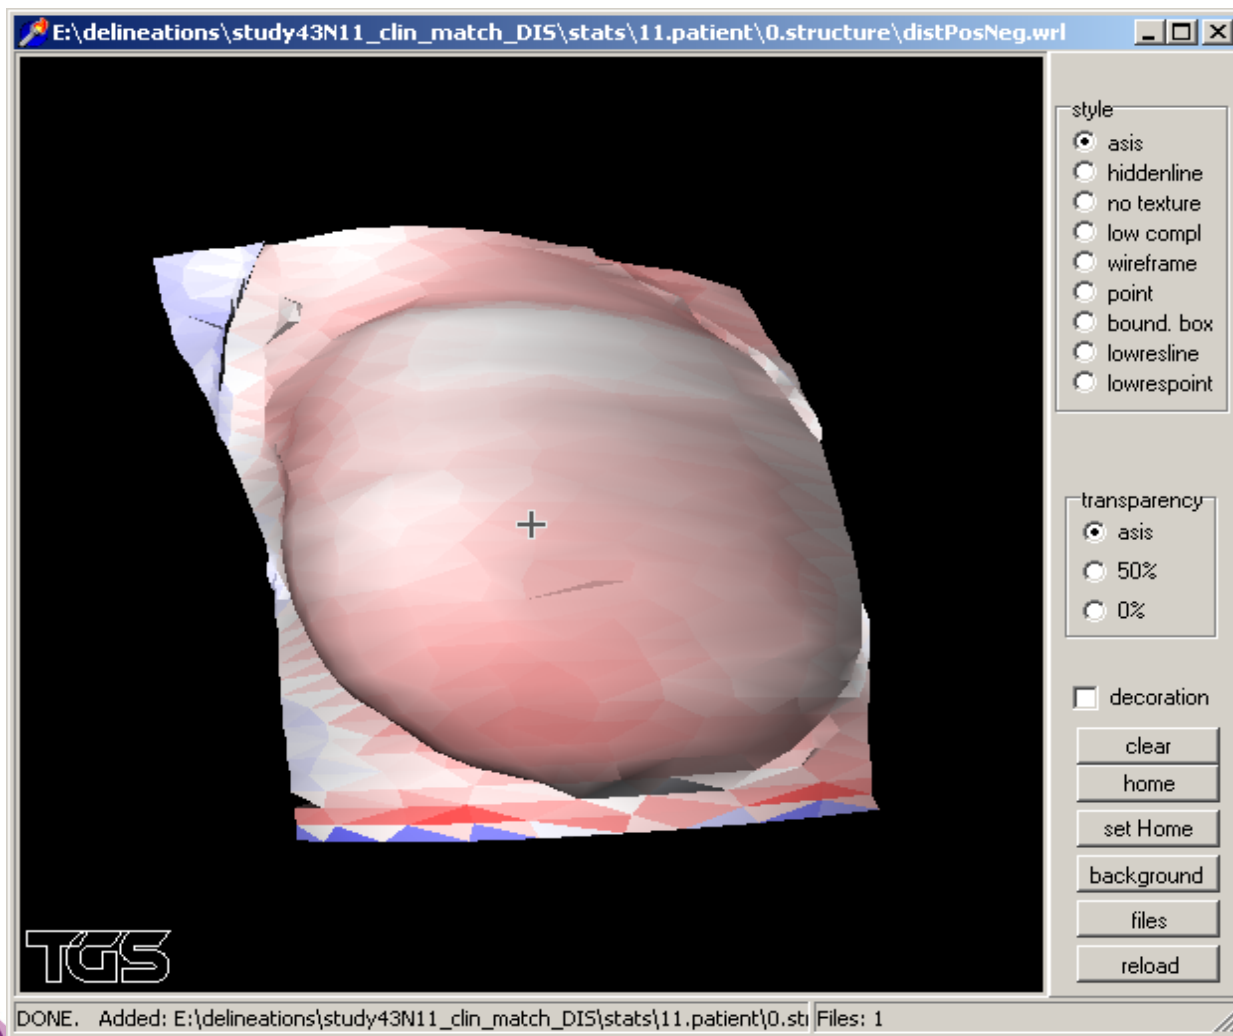 E:\delineations\study43N11_clin_match_DIS\stats\11.patient\0.structure\distPosNeg.wrl
style
asis
hiddenline
no texture
low compl
wireframe
point
bound. box
lowresline
lowrespoint
transparency
asis
50%
0%
decoration
clear
home
set Home
background
files
reload
TGS
DONE. Added: E:\delineations\study43N11_clin_match_DIS\stats\11.patient\0.st Files: 1